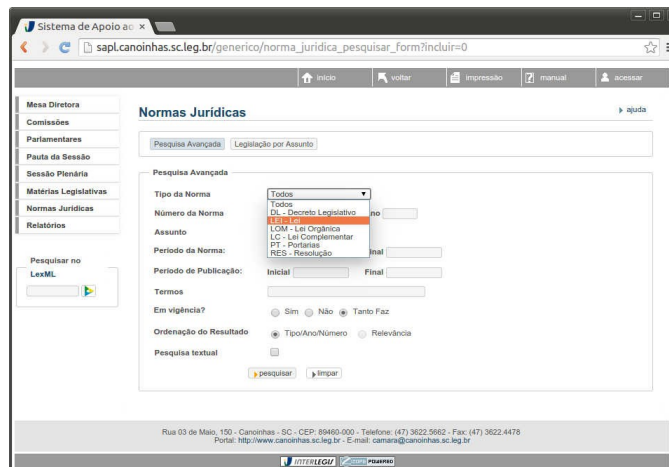 Sistema de Apoio ao
sapl.canoinhas.sc.leg.br/generico/norma_juridica_pesquisar_form?incluir=0
início voltar impressão manual acessar
Mesa Diretora
Comissões
Parlamentares
Pauta da Sessão
Sessão Plenária
Matérias Legislativas
Normas Jurídicas
Relatórios
Pesquisar no
LexML
Normas Jurídicas
ajuda
Pesquisa Avançada Legislação por Assunto
Pesquisa Avançada
Tipo da Norma Todos
Todos
DL - Decreto Legislativo
LEI - Lei
LOM - Lei Orgânica
LC - Lei Complementar
PT - Portarias
RES - Resolução
Número da Norma no
Assunto
Período da Norma: inal
Período de Publicação: Inicial Final
Termos
Em vigência? Sim Não Tanto Faz
Ordenação do Resultado Tipo/Ano/Número Relevância
Pesquisa textual
pesquisar limpar
Rua 03 de Maio, 150 - Canoinhas - SC - CEP: 89460-000 - Telefone: (47) 3622.5662 - Fax: (47) 3622.4478
Portal: http://www.canoinhas.sc.leg.br - E-mail: camara@canoinhas.sc.leg.br
INTERLEGIS POWERED